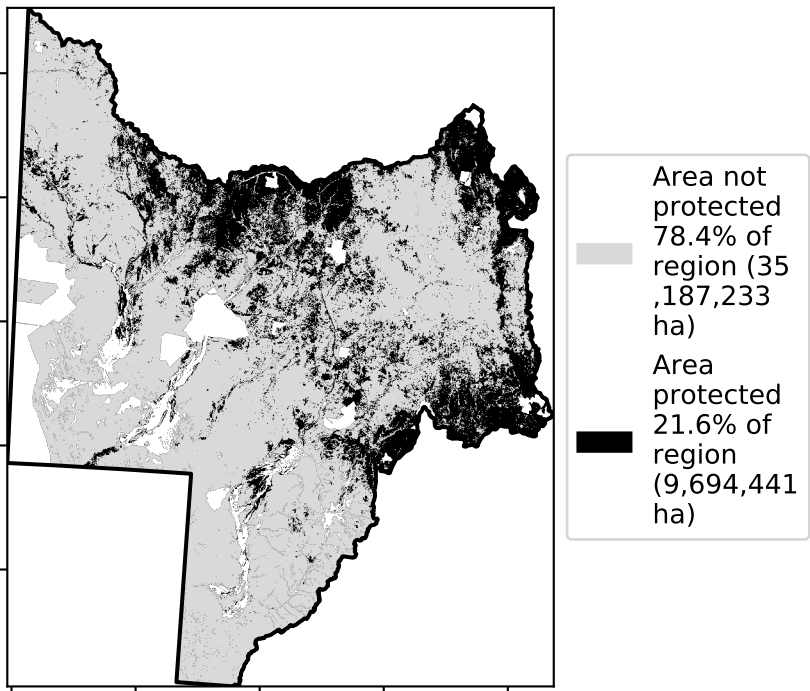 Area not
protected
78.4% of
region (35
,187,233
ha)
Area
protected
21.6% of
region
(9,694,441
ha)